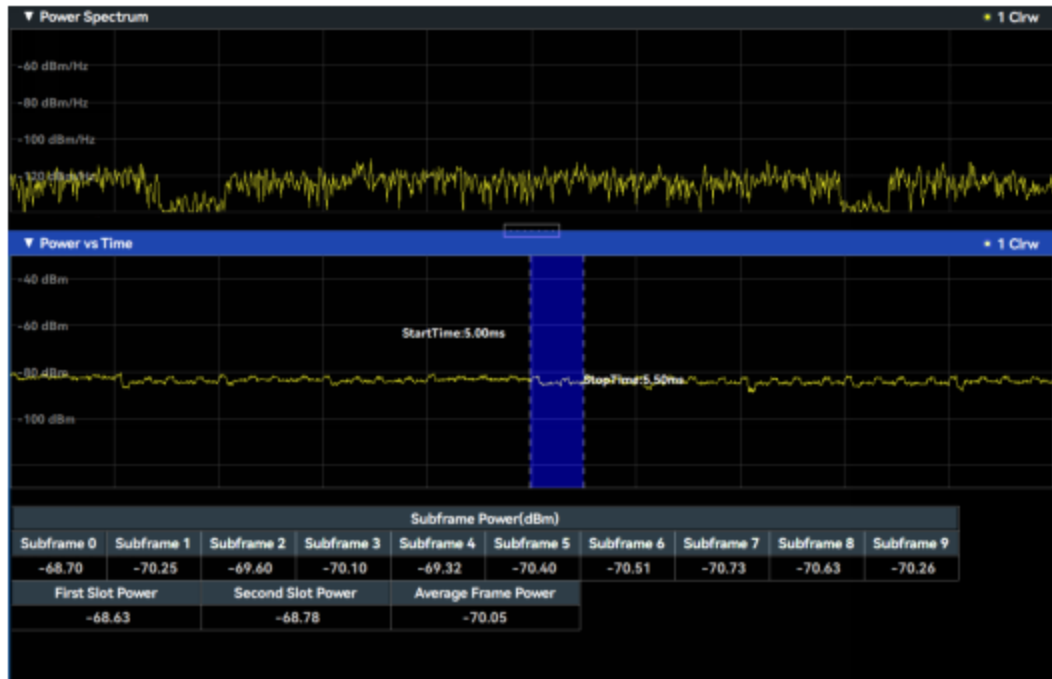 ▼ Power Spectrum • 1 Clrw
-60 dBm/Hz
-80 dBm/Hz
-100 dBm/Hz
-120 dBm/Hz
▼ Power vs Time • 1 Clrw
-40 dBm
-60 dBm
StartTime:5.00ms
-80 dBm
StopTime:5.50ms
-100 dBm
Subframe Power(dBm)
Subframe 0 Subframe 1 Subframe 2 Subframe 3 Subframe 4 Subframe 5 Subframe 6 Subframe 7 Subframe 8 Subframe 9
-68.70 -70.25 -69.60 -70.10 -69.32 -70.40 -70.51 -70.73 -70.63 -70.26
First Slot Power Second Slot Power Average Frame Power
-68.63 -68.78 -70.05